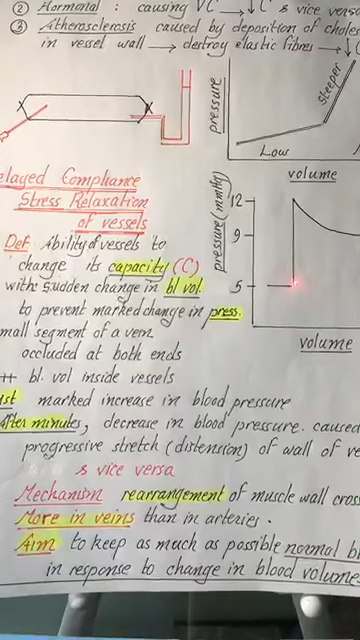 ② Hormonal : causing VC → ↓ C & vice versa
③ Atherosclerosis caused by deposition of choles
in vessel wall → destroy elastic fibres → ↓ C
pressure
Steeper
Low
volume
elayed Compliance
Stress Relaxation
of vessels
Def Ability of vessels to
change its capacity (C)
with sudden change in bl vol.
to prevent marked change in press.
mall segment of a vein
occluded at both ends
bl. vol inside vessels
pressure (mmHg)
12
9
5
volume
1st marked increase in blood pressure
After minutes, decrease in blood pressure. caused
progressive stretch (distension) of wall of ve
& vice versa
Mechanism rearrangement of muscle wall cross
More in veins than in arteries.
Aim to keep as much as possible normal bl
in response to change in blood volume